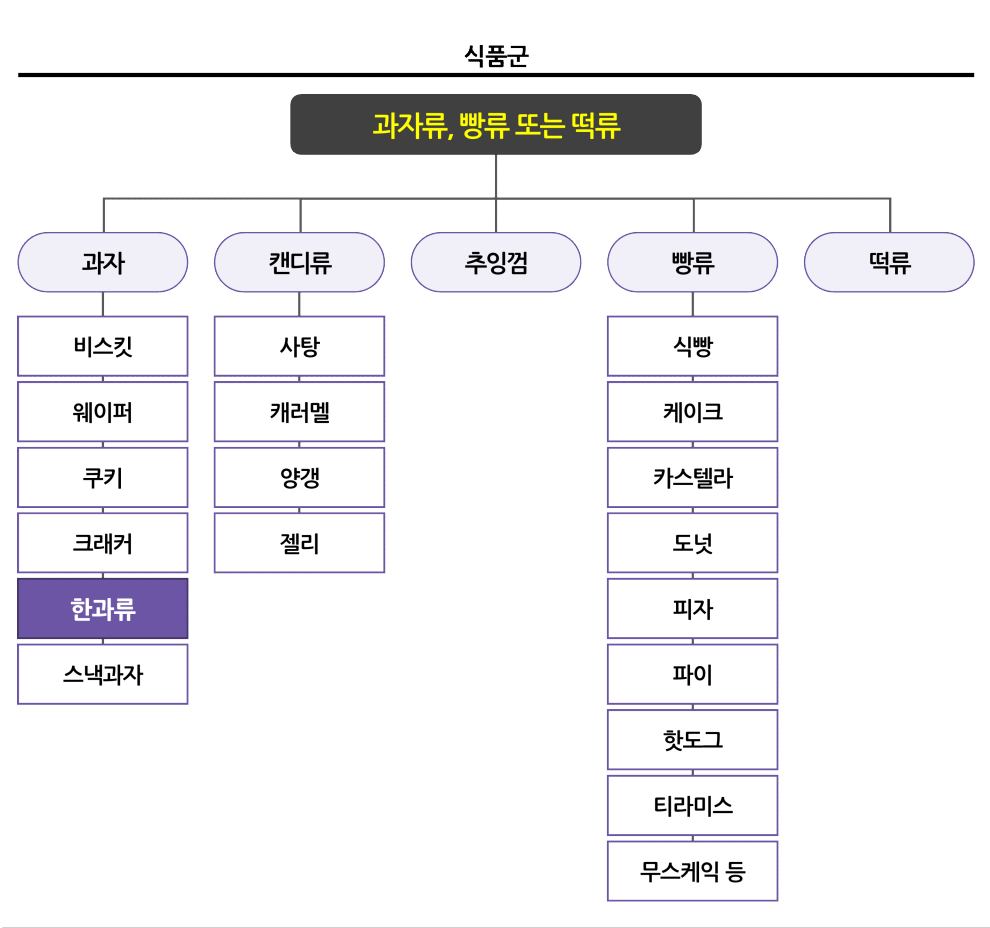 식품군
과자류, 빵류 또는 떡류
과자
캔디류
추잉껌
빵류
떡류
비스킷
웨이퍼
쿠키
크래커
한과류
스낵과자
사탕
캐러멜
양갱
젤리
식빵
케이크
카스텔라
도넛
피자
파이
핫도그
티라미스
무스케익 등